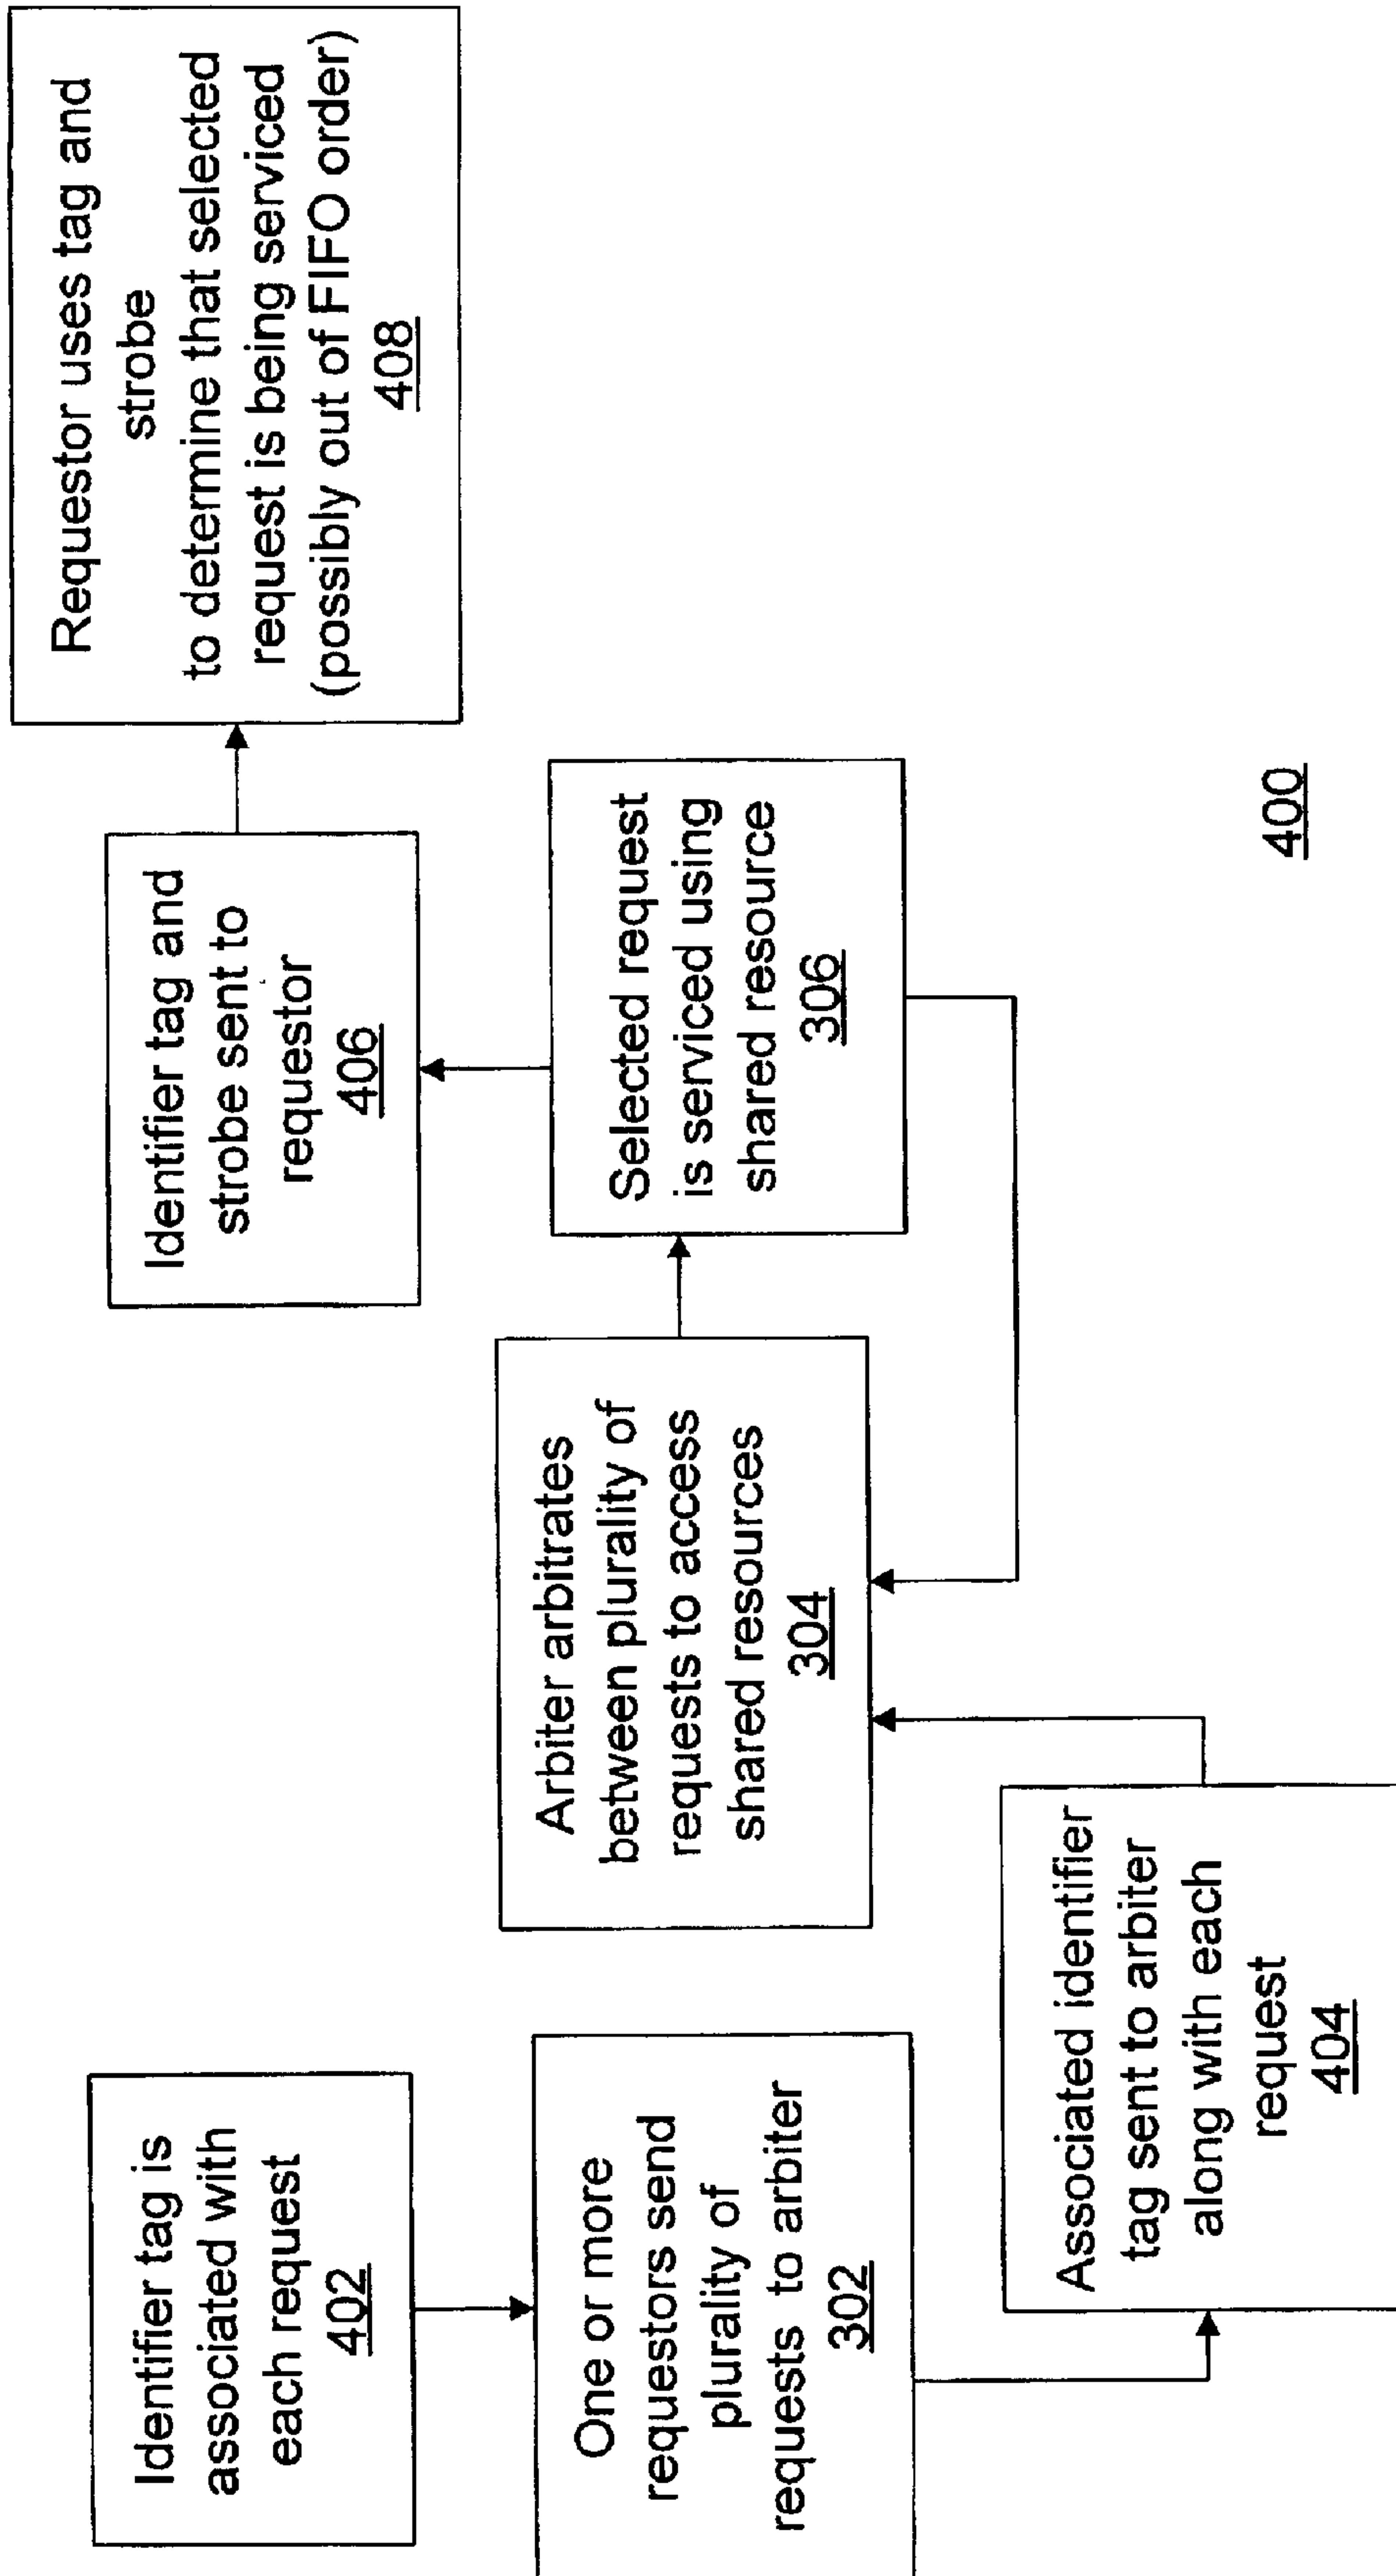 Identifier tag is
associated with
each request
402
One or more
requestors send
plurality of
requests to arbiter
302
Associated identifier
tag sent to arbiter
along with each
request
404
Arbiter arbitrates
between plurality of
requests to access
shared resources
304
Selected request
is serviced using
shared resource
306
Identifier tag and
strobe sent to
requestor
406
Requestor uses tag and
strobe
to determine that selected
request is being serviced
(possibly out of FIFO order)
408
400